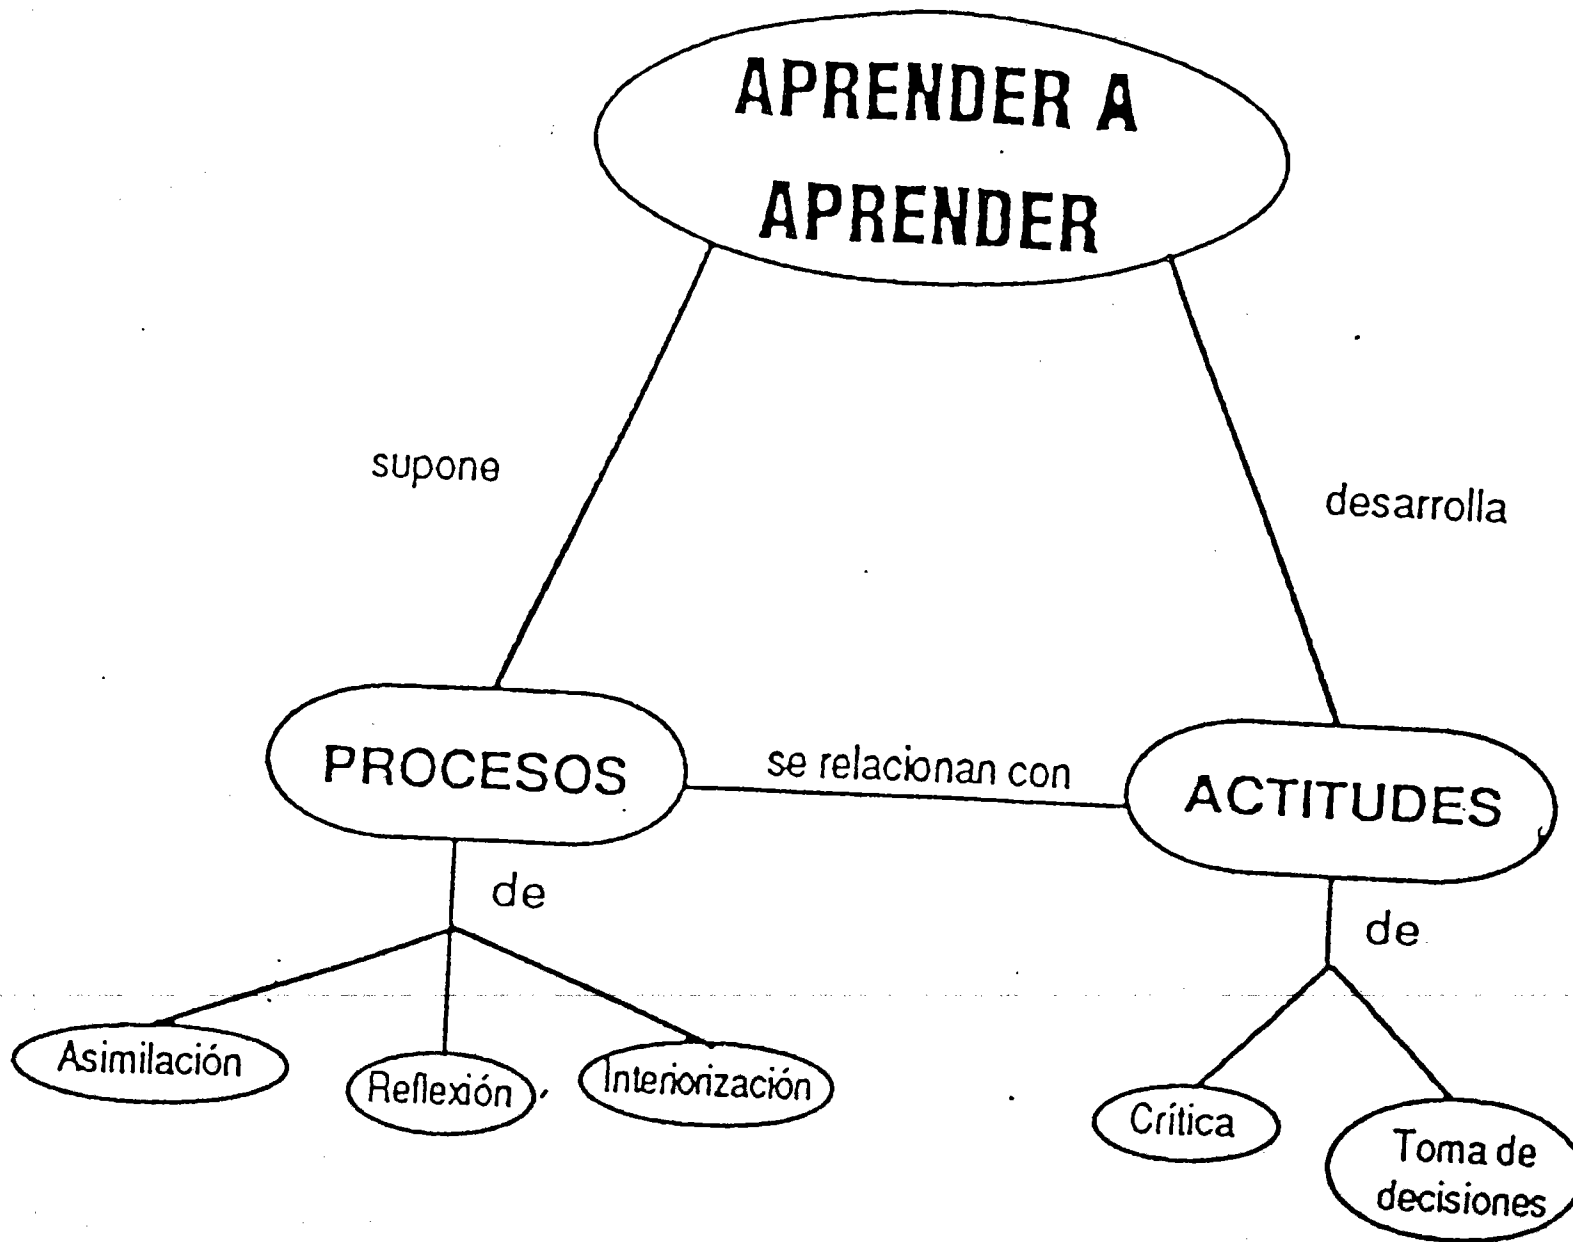 APRENDER A
APRENDER
supone
desarrolla
PROCESOS
se relacionan con
ACTITUDES
de
de
Asimilación
Reflexión
Interiorización
Crítica
Toma de
decisiones